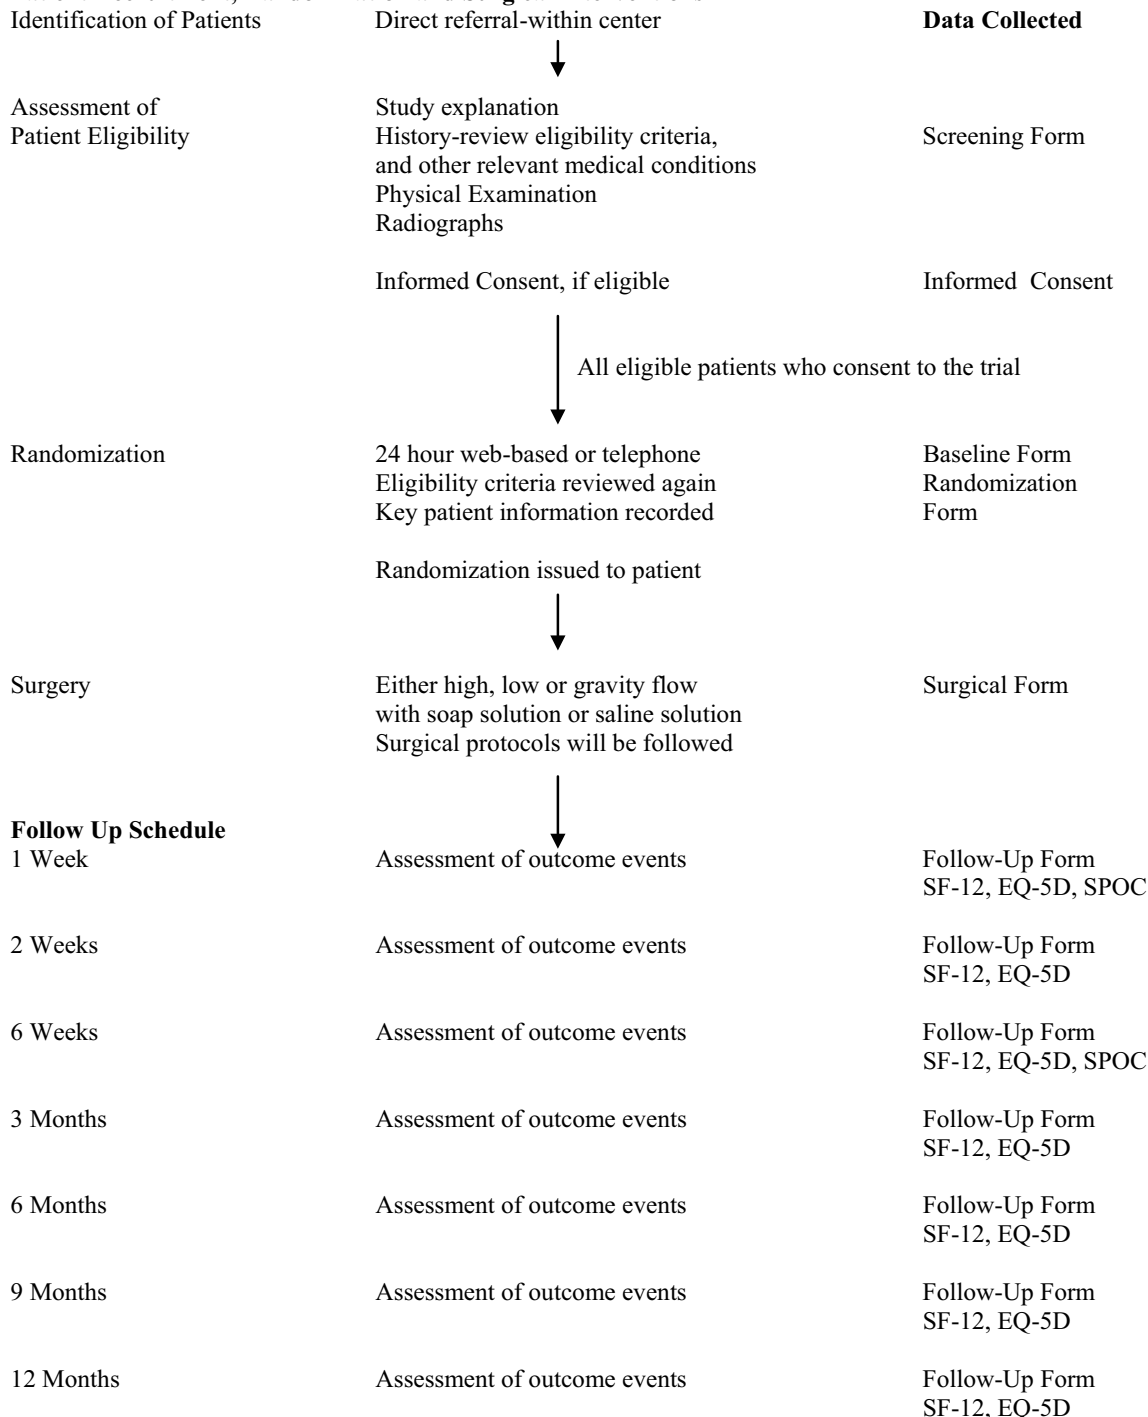 Identification of Patients Direct referral-within center Data Collected
Assessment of Study explanation
Patient Eligibility History-review eligibility criteria, Screening Form
and other relevant medical conditions
Physical Examination
Radiographs
Informed Consent, if eligible Informed Consent
All eligible patients who consent to the trial
Randomization 24 hour web-based or telephone Baseline Form
Eligibility criteria reviewed again Randomization
Key patient information recorded Form
Randomization issued to patient
Surgery Either high, low or gravity flow Surgical Form
with soap solution or saline solution
Surgical protocols will be followed
Follow Up Schedule
1 Week Assessment of outcome events Follow-Up Form
SF-12, EQ-5D, SPOC
2 Weeks Assessment of outcome events Follow-Up Form
SF-12, EQ-5D
6 Weeks Assessment of outcome events Follow-Up Form
SF-12, EQ-5D, SPOC
3 Months Assessment of outcome events Follow-Up Form
SF-12, EQ-5D
6 Months Assessment of outcome events Follow-Up Form
SF-12, EQ-5D
9 Months Assessment of outcome events Follow-Up Form
SF-12, EQ-5D
12 Months Assessment of outcome events Follow-Up Form
SF-12, EQ-5D